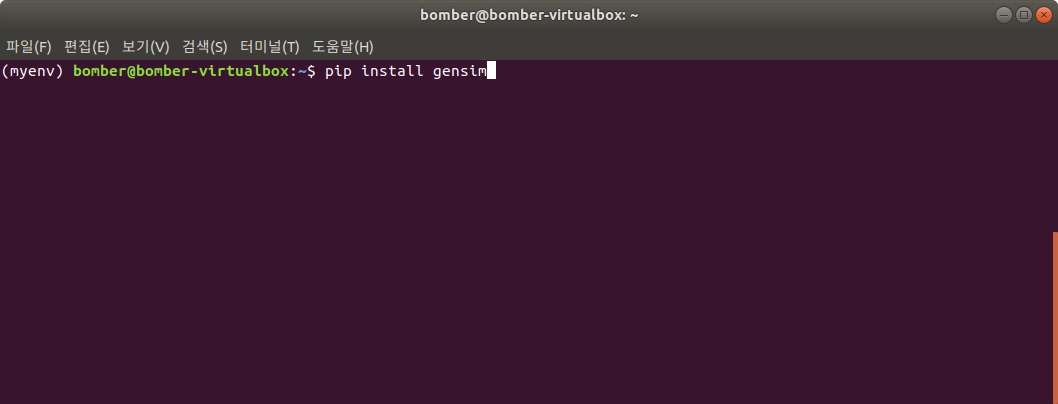 bomber@bomber-virtualbox: ~
파일(F) 편집(E) 보기(V) 검색(S) 터미널(T) 도움말(H)
(myenv) bomber@bomber-virtualbox:~$ pip install gensim